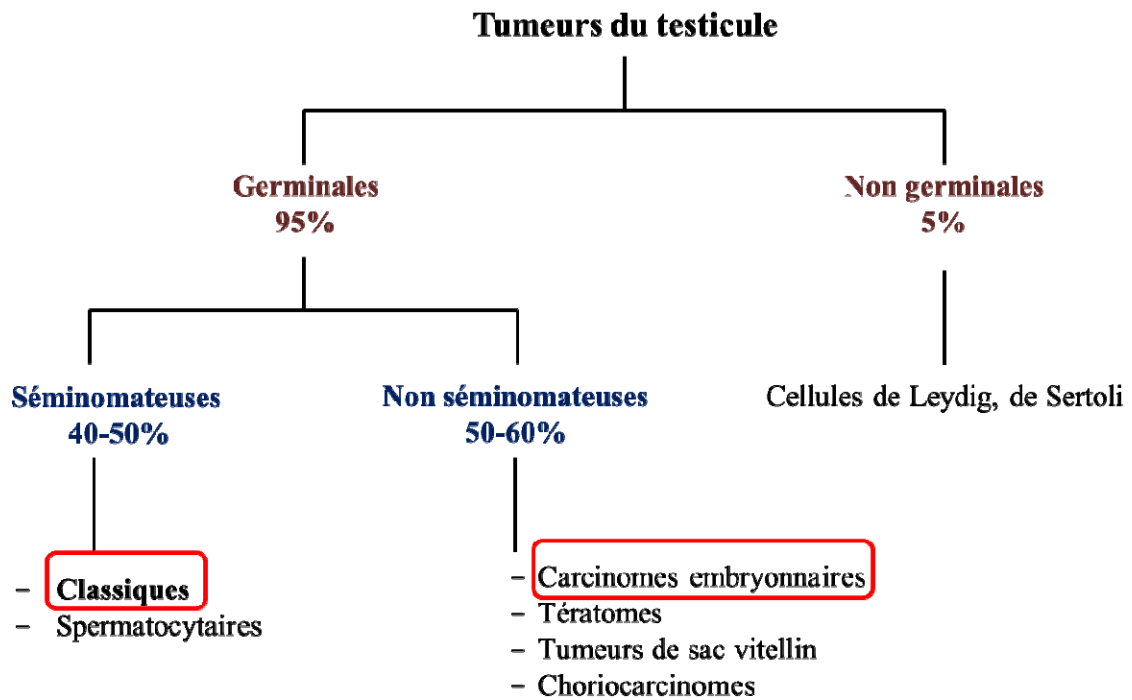 Tumeurs du testicule
Germinales
95%
Non germinales
5%
Séminomateuses
40-50%
Non séminomateuses
50-60%
Cellules de Leydig, de Sertoli
– Classiques
– Spermatocytaires
– Carcinomes embryonnaires
– Tératomes
– Tumeurs de sac vitellin
– Choriocarcinomes